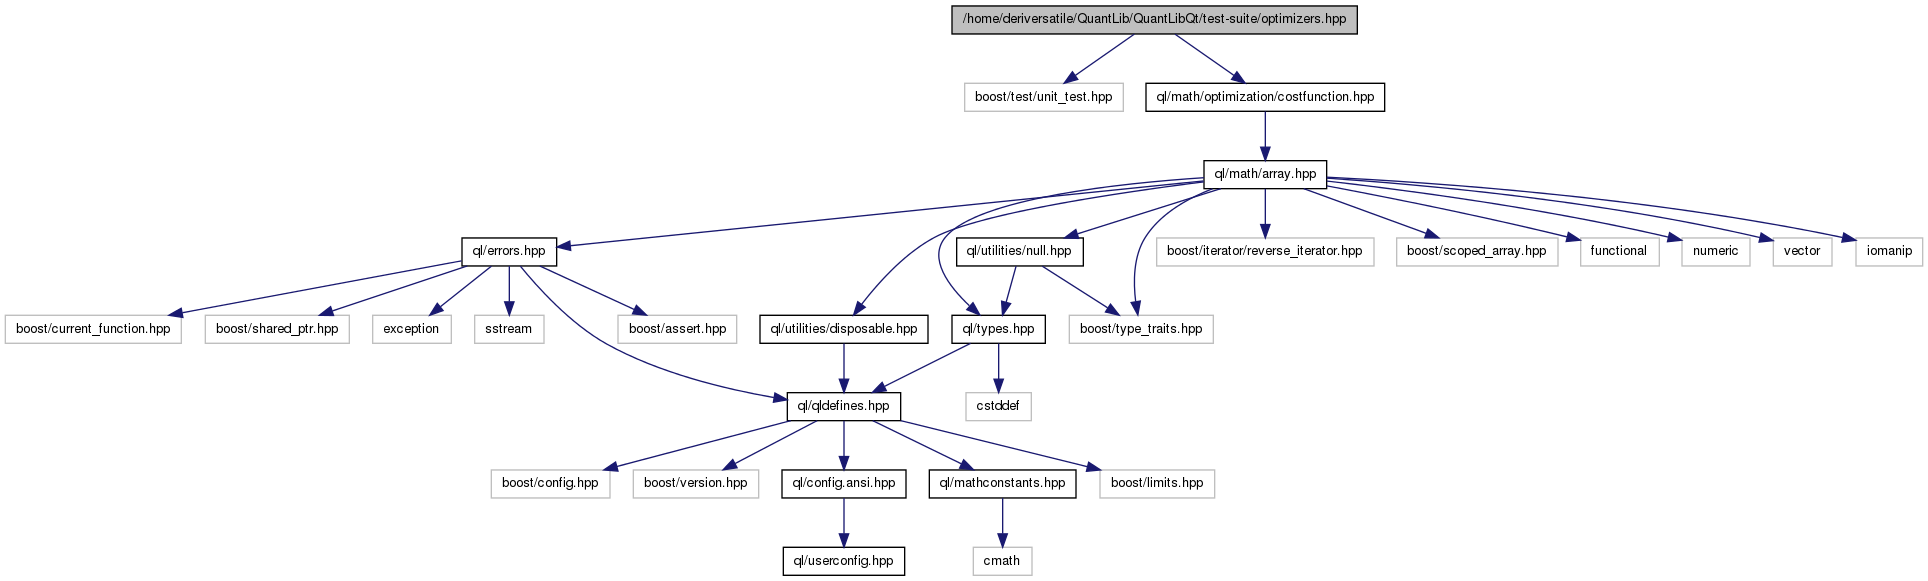 /home/deriversatile/QuantLib/QuantLibQt/test-suite/optimizers.hpp
boost/test/unit_test.hpp
ql/math/optimization/costfunction.hpp
ql/math/array.hpp
ql/errors.hpp
ql/utilities/null.hpp
boost/iterator/reverse_iterator.hpp
boost/scoped_array.hpp
functional
numeric
vector
iomanip
boost/current_function.hpp
boost/shared_ptr.hpp
exception
sstream
boost/assert.hpp
ql/utilities/disposable.hpp
ql/types.hpp
boost/type_traits.hpp
ql/qldefines.hpp
cstddef
boost/config.hpp
boost/version.hpp
ql/config.ansi.hpp
ql/mathconstants.hpp
boost/limits.hpp
ql/userconfig.hpp
cmath